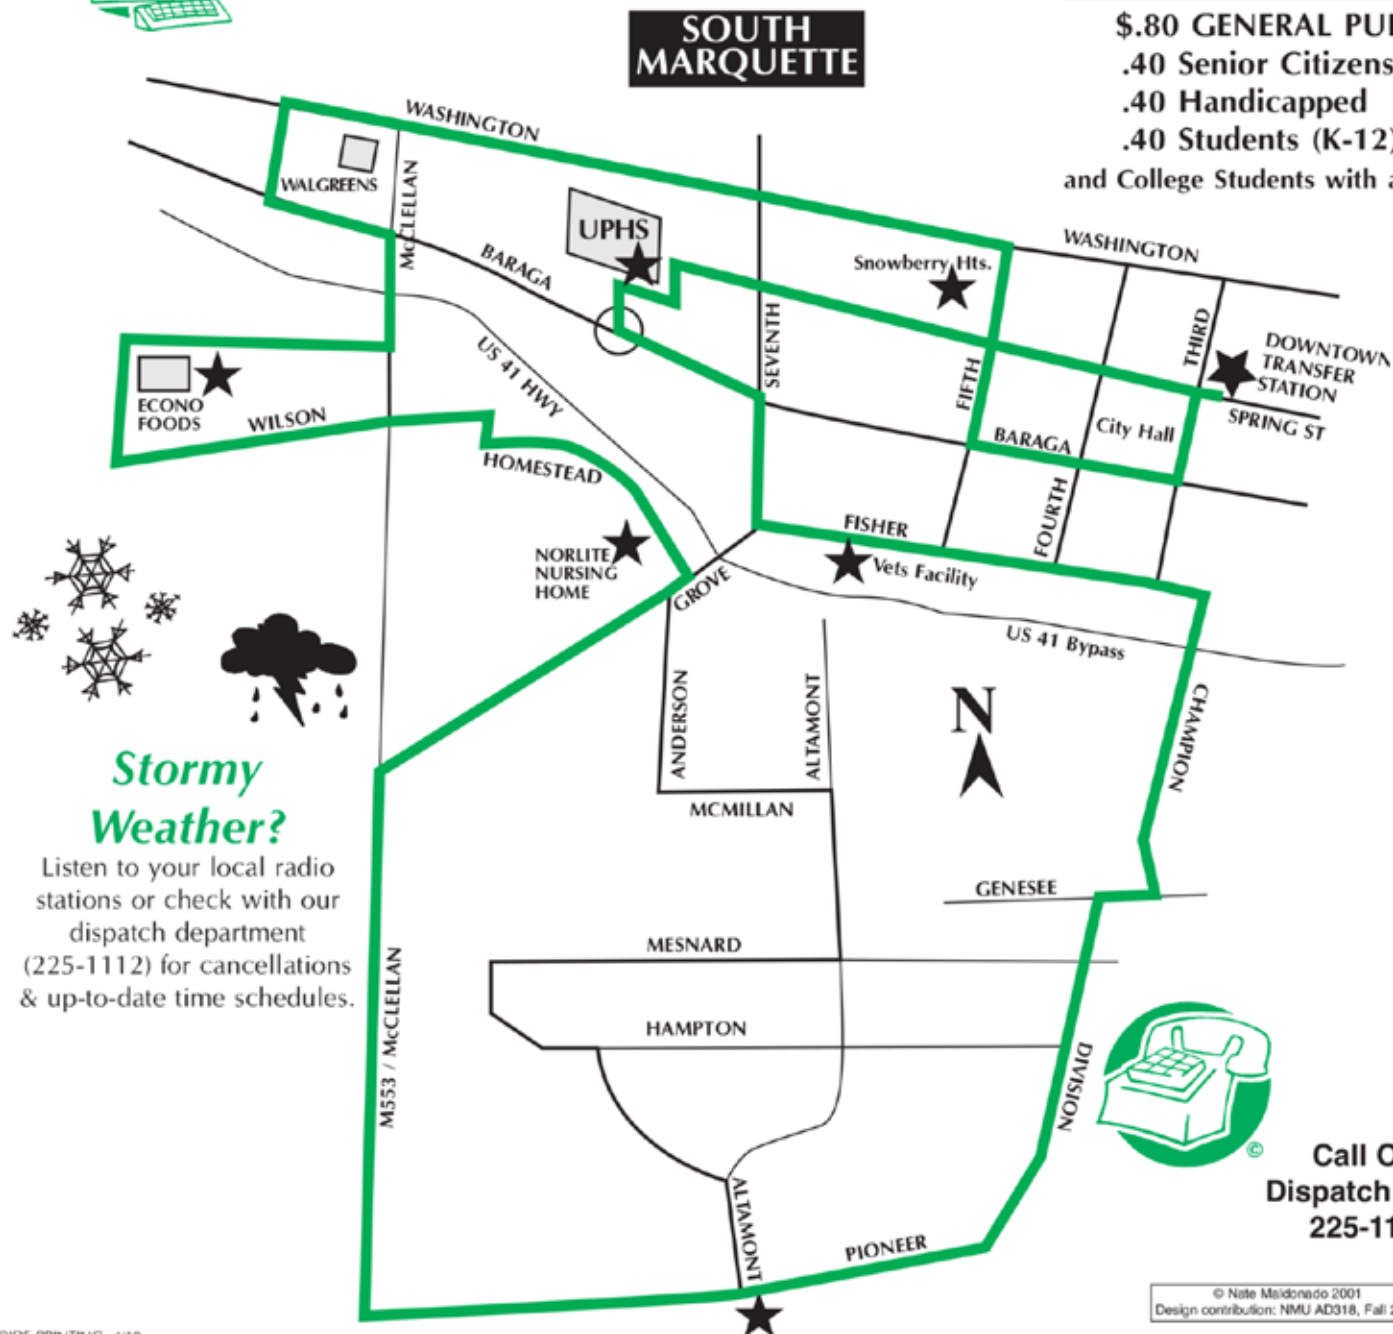 SOUTH
MARQUETTE
$.80 GENERAL
.40 Senior Citizens
.40 Handicapped
.40 Students (K-12)
and College Students with
WASHINGTON
WALGREENS
McCLELLAN
UPHS
BARAGA
Snowberry Hts.
WASHINGTON
SEVENTH
THIRD
DOWNTOWN
TRANSFER
STATION
US 41 HWY
FIFTH
ECONO
FOODS
WILSON
City Hall
SPRING ST
BARAGA
HOMESTEAD
FOURTH
FISHER
NORLITE
NURSING
HOME
GROVE
Vets Facility
US 41 Bypass
ANDERSON
ALTAMONT
N
CHAMPION
MCMILLAN
Stormy
Weather?
Listen to your local radio
stations or check with our
dispatch department
(225-1112) for cancellations
& up-to-date time schedules.
GENESEE
MESNARD
M553 / McCLELLAN
HAMPTON
DIVISION
©
ALTAMONT
PIONEER
Call
Dispatch
225-11
© Nate Maldonado 2001
Design contribution: NMU AD318, Fall